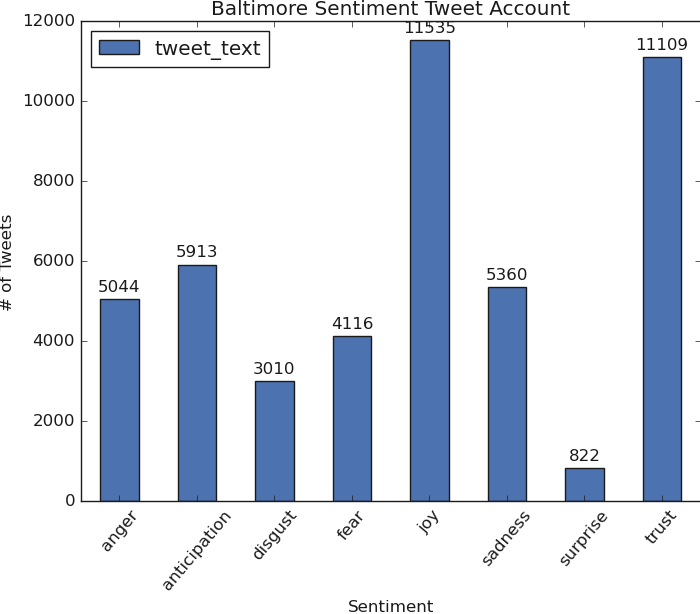 Baltimore Sentiment Tweet Account
tweet_text
# of Tweets
12000
10000
8000
6000
4000
2000
0
5044
5913
3010
4116
11535
5360
822
11109
anger
anticipation
disgust
fear
joy
sadness
surprise
trust
Sentiment